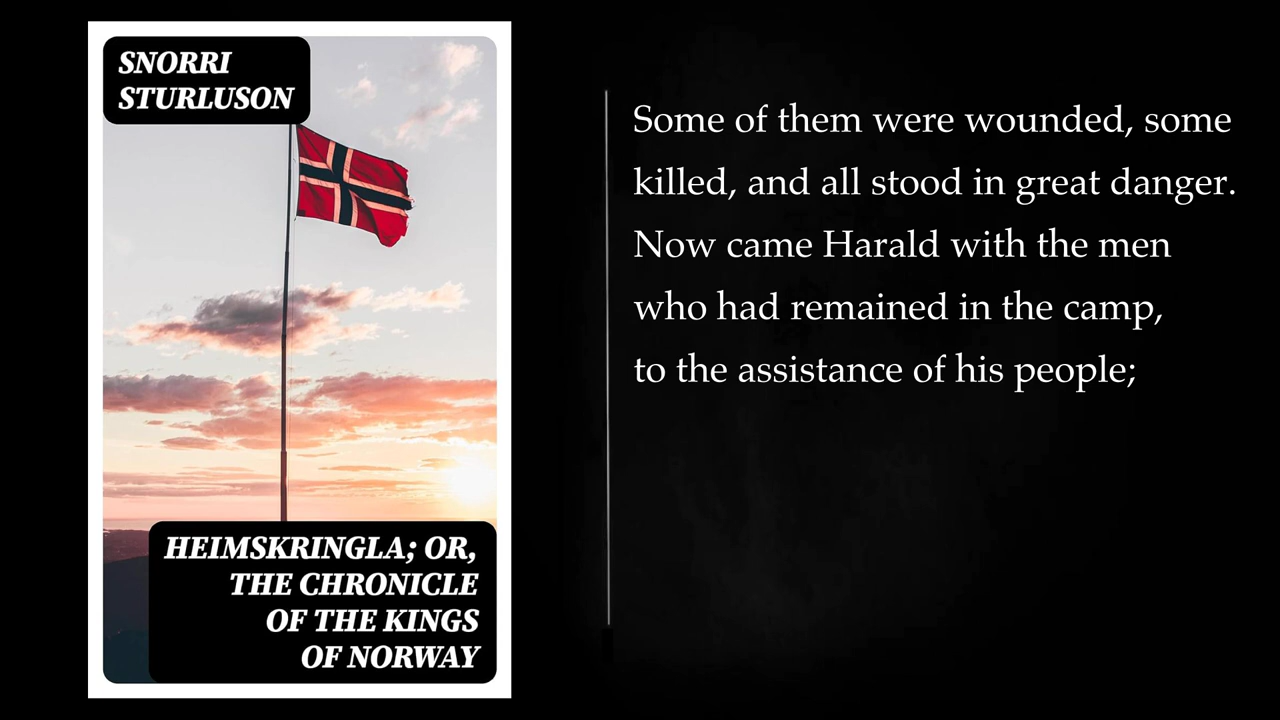 SNORRI
STURLUSON
HEIMSKRINGLA; OR,
THE CHRONICLE
OF THE KINGS
OF NORWAY
Some of them were wounded, some
killed, and all stood in great danger.
Now came Harald with the men
who had remained in the camp,
to the assistance of his people;